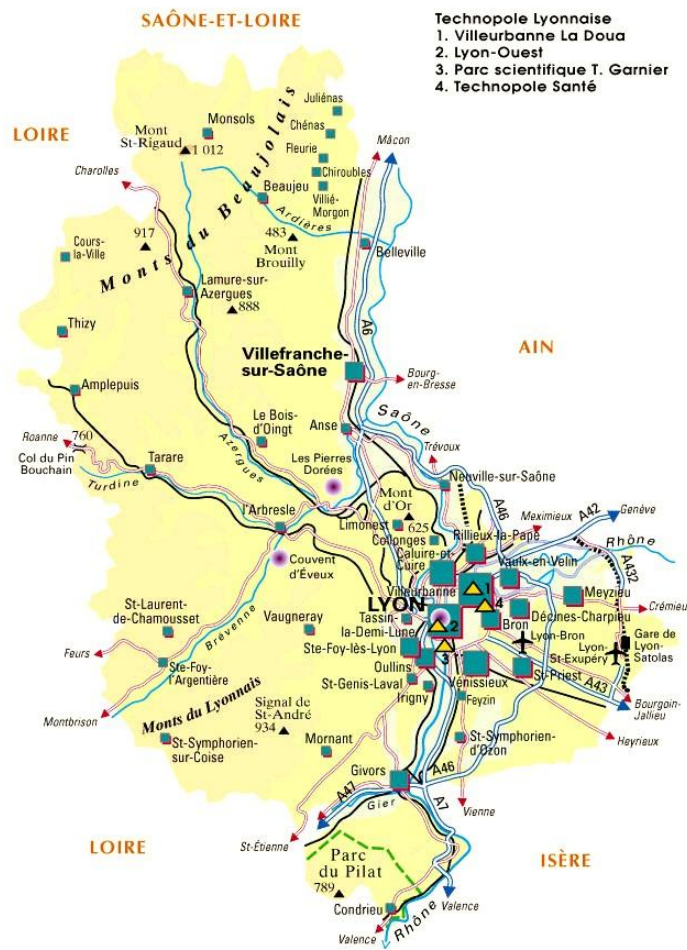 SAÔNE-ET-LOIRE
Technopole Lyonnaise
1. Villeurbanne La Doua
2. Lyon-Ouest
3. Parc scientifique T. Garnier
4. Technopole Santé
LOIRE
Mont
St-Rigaud
1 012
Monsols
Juliénas
Chénas
Fleurie
Chiroubles
Villié-
Morgon
Mâcon
Charolles
Beaujeu
Ardières
Monts du Beaujolais
917
483
Mont
Brouilly
Belleville
Cours-
la-Ville
Lamure-sur-
Azergues
888
A6
Thizy
AIN
Villefranche-
sur-Saône
Bourg-
en-Bresse
Amplepuis
Saône
Le Bois-
d'Oingt
Anse
Azergues
Roanne
760
Col du Pin
Bouchain
Tarare
Turdine
Les Pierres
Dorées
Trévoux
Neuville-sur-Saône
Mont
d'Or
625
A46
Meximieux
A42
Genève
l'Arbresle
Limonest
Collonges
Rillieux-la-Pape
Rhône
Caluire-et-
Cuire
Vaulx-en-Velin
A432
Couvent
d'Éveux
Villeurbanne
1
Meyzieu
LYON
4
Crémieu
St-Laurent-
de-Chamousset
Brévenne
Vaugneray
Tassin-
la-Demi-Lune
2
Bron
Décines-Charpieu
Lyon-Bron
Gare de
Lyon-
Satolas
Lyon-
St-Exupéry
Feurs
Ste-Foy-
l'Argentière
Ste-Foy-lès-Lyon
3
Oullins
Vénissieux
St-Priest
A43
St-Genis-Laval
Irigny
Feyzin
Bourgoin-
Jallieu
Montbrison
Monts du Lyonnais
Signal de
St-André
934
St-Symphorien-
sur-Coise
Mornant
St-Symphorien-
d'Ozon
Heyrieux
Givors
A46
A47
A7
Gier
Vienne
St-Étienne
LOIRE
ISÈRE
Parc
du Pilat
789
Condrieu
Rhône
Valence
Valence